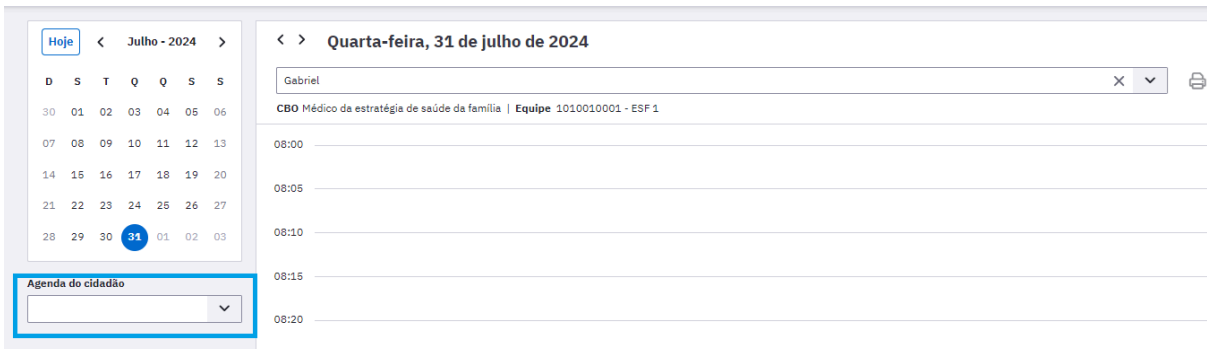 Hoje Julho - 2024
D S T Q Q S S
30 01 02 03 04 05 06
07 08 09 10 11 12 13
14 15 16 17 18 19 20
21 22 23 24 25 26 27
28 29 30 31 01 02 03
Agenda do cidadão
Quarta-feira, 31 de julho de 2024
Gabriel
CBO Médico da estratégia de saúde da família | Equipe 1010010001 - ESF 1
08:00
08:05
08:10
08:15
08:20